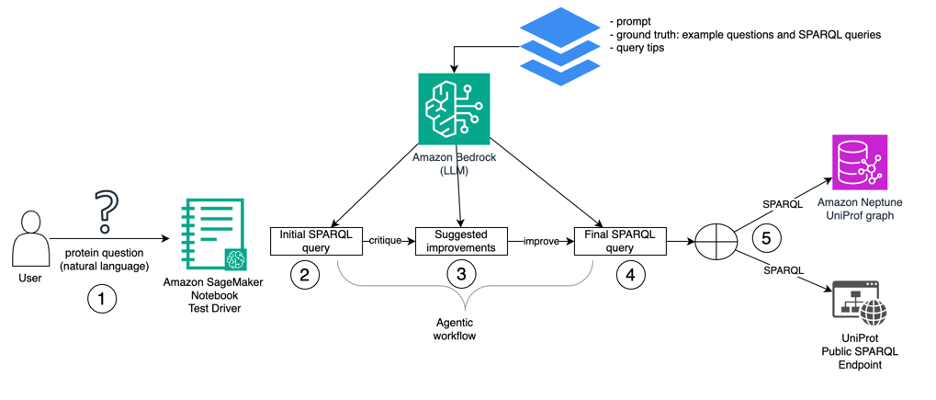 - prompt
- ground truth: example questions and SPARQL queries
- query tips
Amazon Bedrock
(LLM)
?
User
protein question
(natural language)
1
Amazon SageMaker
Notebook
Test Driver
Initial SPARQL
query
2
critique
Suggested
improvements
3
improve
Final SPARQL
query
4
Agentic
workflow
SPARQL
5
SPARQL
Amazon Neptune
UniProf graph
UniProt
Public SPARQL
Endpoint